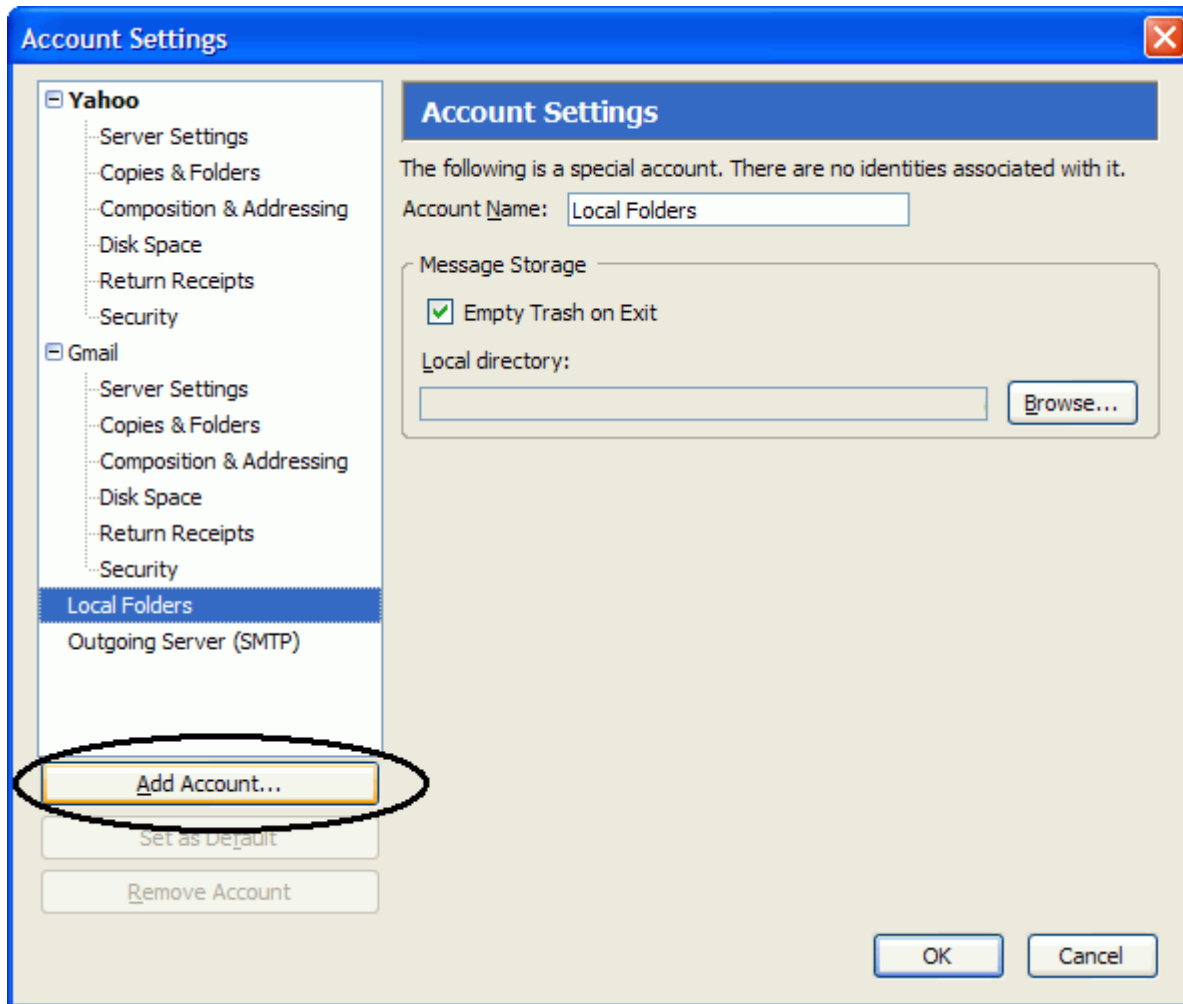 Account Settings
Yahoo
Server Settings
Copies & Folders
Composition & Addressing
Disk Space
Return Receipts
Security
Gmail
Server Settings
Copies & Folders
Composition & Addressing
Disk Space
Return Receipts
Security
Local Folders
Outgoing Server (SMTP)
Add Account...
Set as Default
Remove Account
Account Settings
The following is a special account. There are no identities associated with it.
Account Name: Local Folders
Message Storage
Empty Trash on Exit
Local directory:
Browse...
OK Cancel